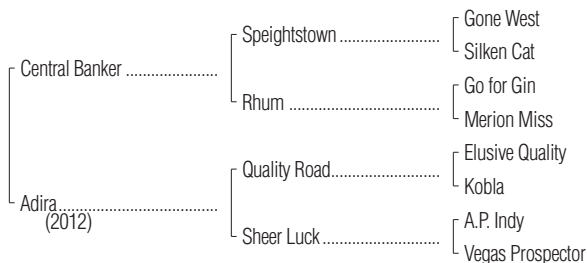 Gone West
Speightstown
Silken Cat
Central Banker
Go for Gin
Rhum
Merion Miss
Elusive Quality
Quality Road
Kobla
Adira
(2012)
A.P. Indy
Sheer Luck
Vegas Prospector